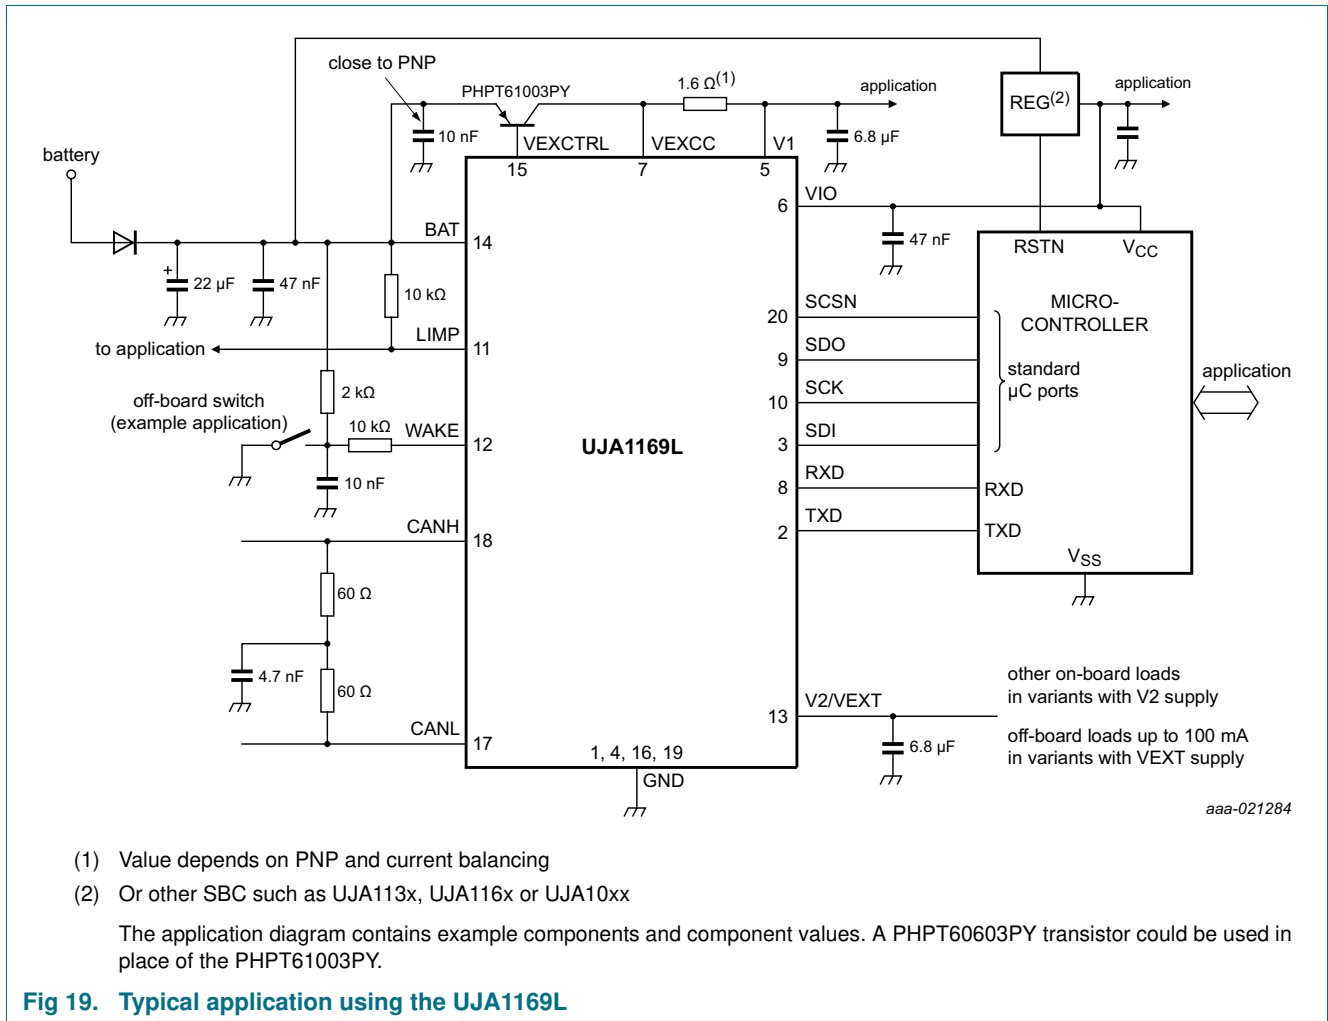 close to PNP
PHPT61003PY
1.6 Ω(1)
application
REG(2)
application
10 nF
VEXCTRL
VEXCC
V1
6.8 µF
battery
15
7
5
6
VIO
BAT
14
47 nF
RSTN
VCC
+
22 µF
47 nF
10 kΩ
MICRO-
CONTROLLER
20
SCSN
LIMP
11
to application
9
SDO
standard
µC ports
application
2 kΩ
off-board switch
(example application)
10
SCK
10 kΩ
WAKE
12
UJA1169L
3
SDI
10 nF
8
RXD
RXD
CANH
18
2
TXD
TXD
VSS
60 Ω
4.7 nF
60 Ω
other on-board loads
in variants with V2 supply
13
V2/VEXT
CANL
17
6.8 µF
off-board loads up to 100 mA
in variants with VEXT supply
1, 4, 16, 19
GND
aaa-021284
(1) Value depends on PNP and current balancing
(2) Or other SBC such as UJA113x, UJA116x or UJA10xx
The application diagram contains example components and component values. A PHPT60603PY transistor could be used in
place of the PHPT61003PY.
Fig 19. Typical application using the UJA1169L